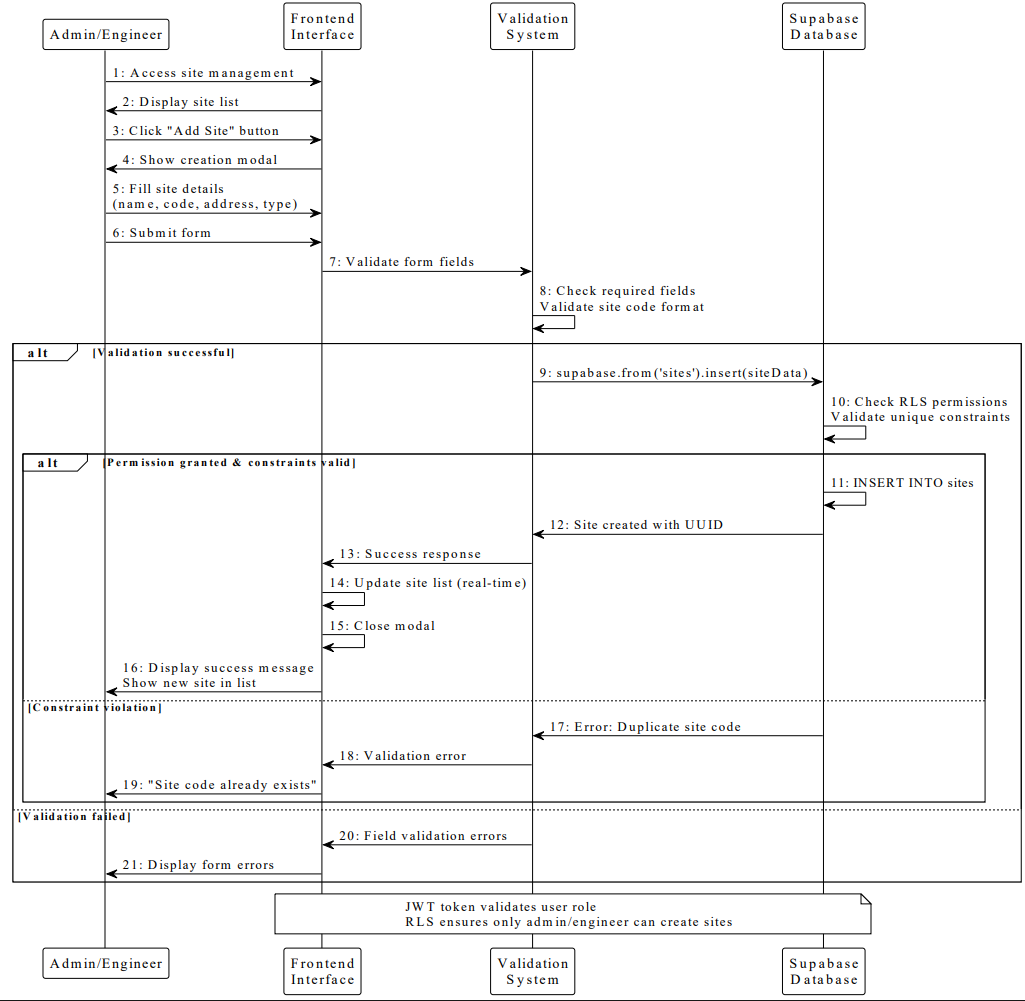 Admin/Engineer
Frontend
Interface
Validation
System
Supabase
Database
1: Access site management
2: Display site list
3: Click "Add Site" button
4: Show creation modal
5: Fill site details
(name, code, address, type)
6: Submit form
7: Validate form fields
8: Check required fields
Validate site code format
alt
[Validation successful]
9: supabase.from('sites').insert(siteData)
10: Check RLS permissions
Validate unique constraints
alt
[Permission granted & constraints valid]
11: INSERT INTO sites
12: Site created with UUID
13: Success response
14: Update site list (real-time)
15: Close modal
16: Display success message
Show new site in list
[Constraint violation]
17: Error: Duplicate site code
18: Validation error
19: "Site code already exists"
[Validation failed]
20: Field validation errors
21: Display form errors
JWT token validates user role
RLS ensures only admin/engineer can create sites
Admin/Engineer
Frontend
Interface
Validation
System
Supabase
Database